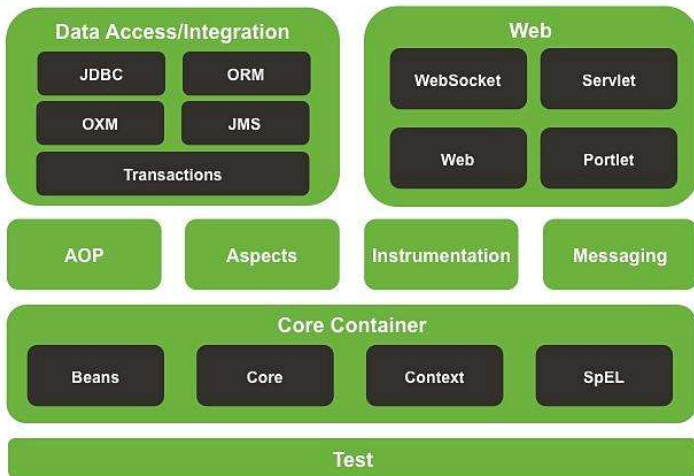 Data Access/Integration
JDBC ORM
OXM JMS
Transactions
Web
WebSocket Servlet
Web Portlet
AOP Aspects Instrumentation Messaging
Core Container
Beans Core Context SpEL
Test